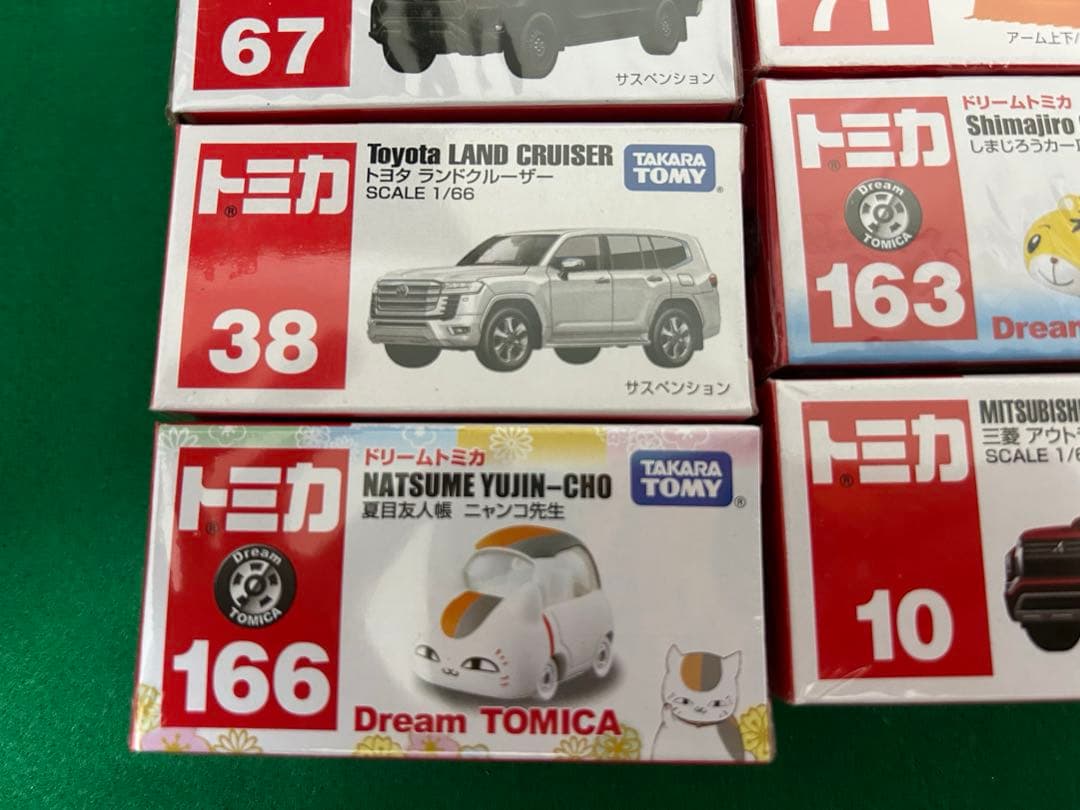 67
サスペンション
71
アーム上下/
トミカ®
38
Toyota LAND CRUISER
トヨタ ランドクルーザー
SCALE 1/66
TAKARA TOMY®
サスペンション
トミカ
Dream TOMICA
163
ドリームトミカ
Shimajiro
しまじろうカー
Drea
トミカ®
Dream TOMICA
166
ドリームトミカ
NATSUME YUJIN-CHO
夏目友人帳 ニャンコ先生
TAKARA TOMY®
Dream TOMICA
トミカ®
10
MITSUBISHI
三菱 アウト
SCALE 1/6